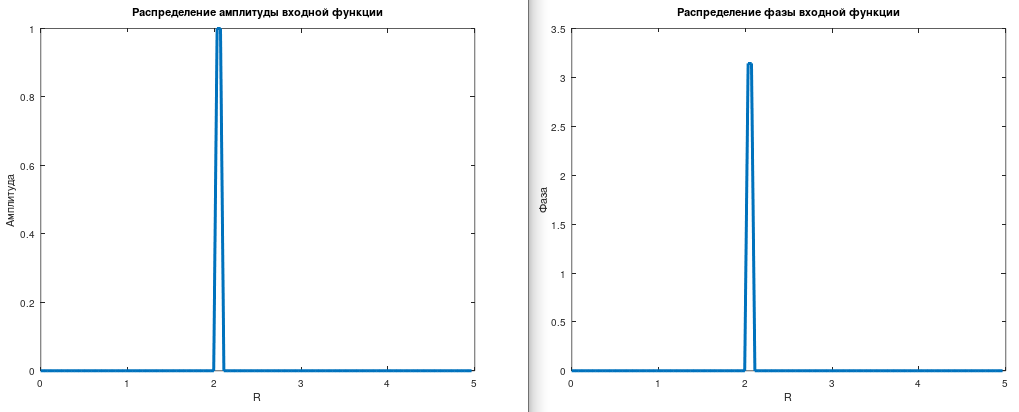 Распределение амплитуды входной функции
1
0.8
0.6
0.4
0.2
0
Амплитуда
0 1 2 3 4 5
R
Распределение фазы входной функции
3.5
3
2.5
2
1.5
1
0.5
0
Фаза
0 1 2 3 4 5
R